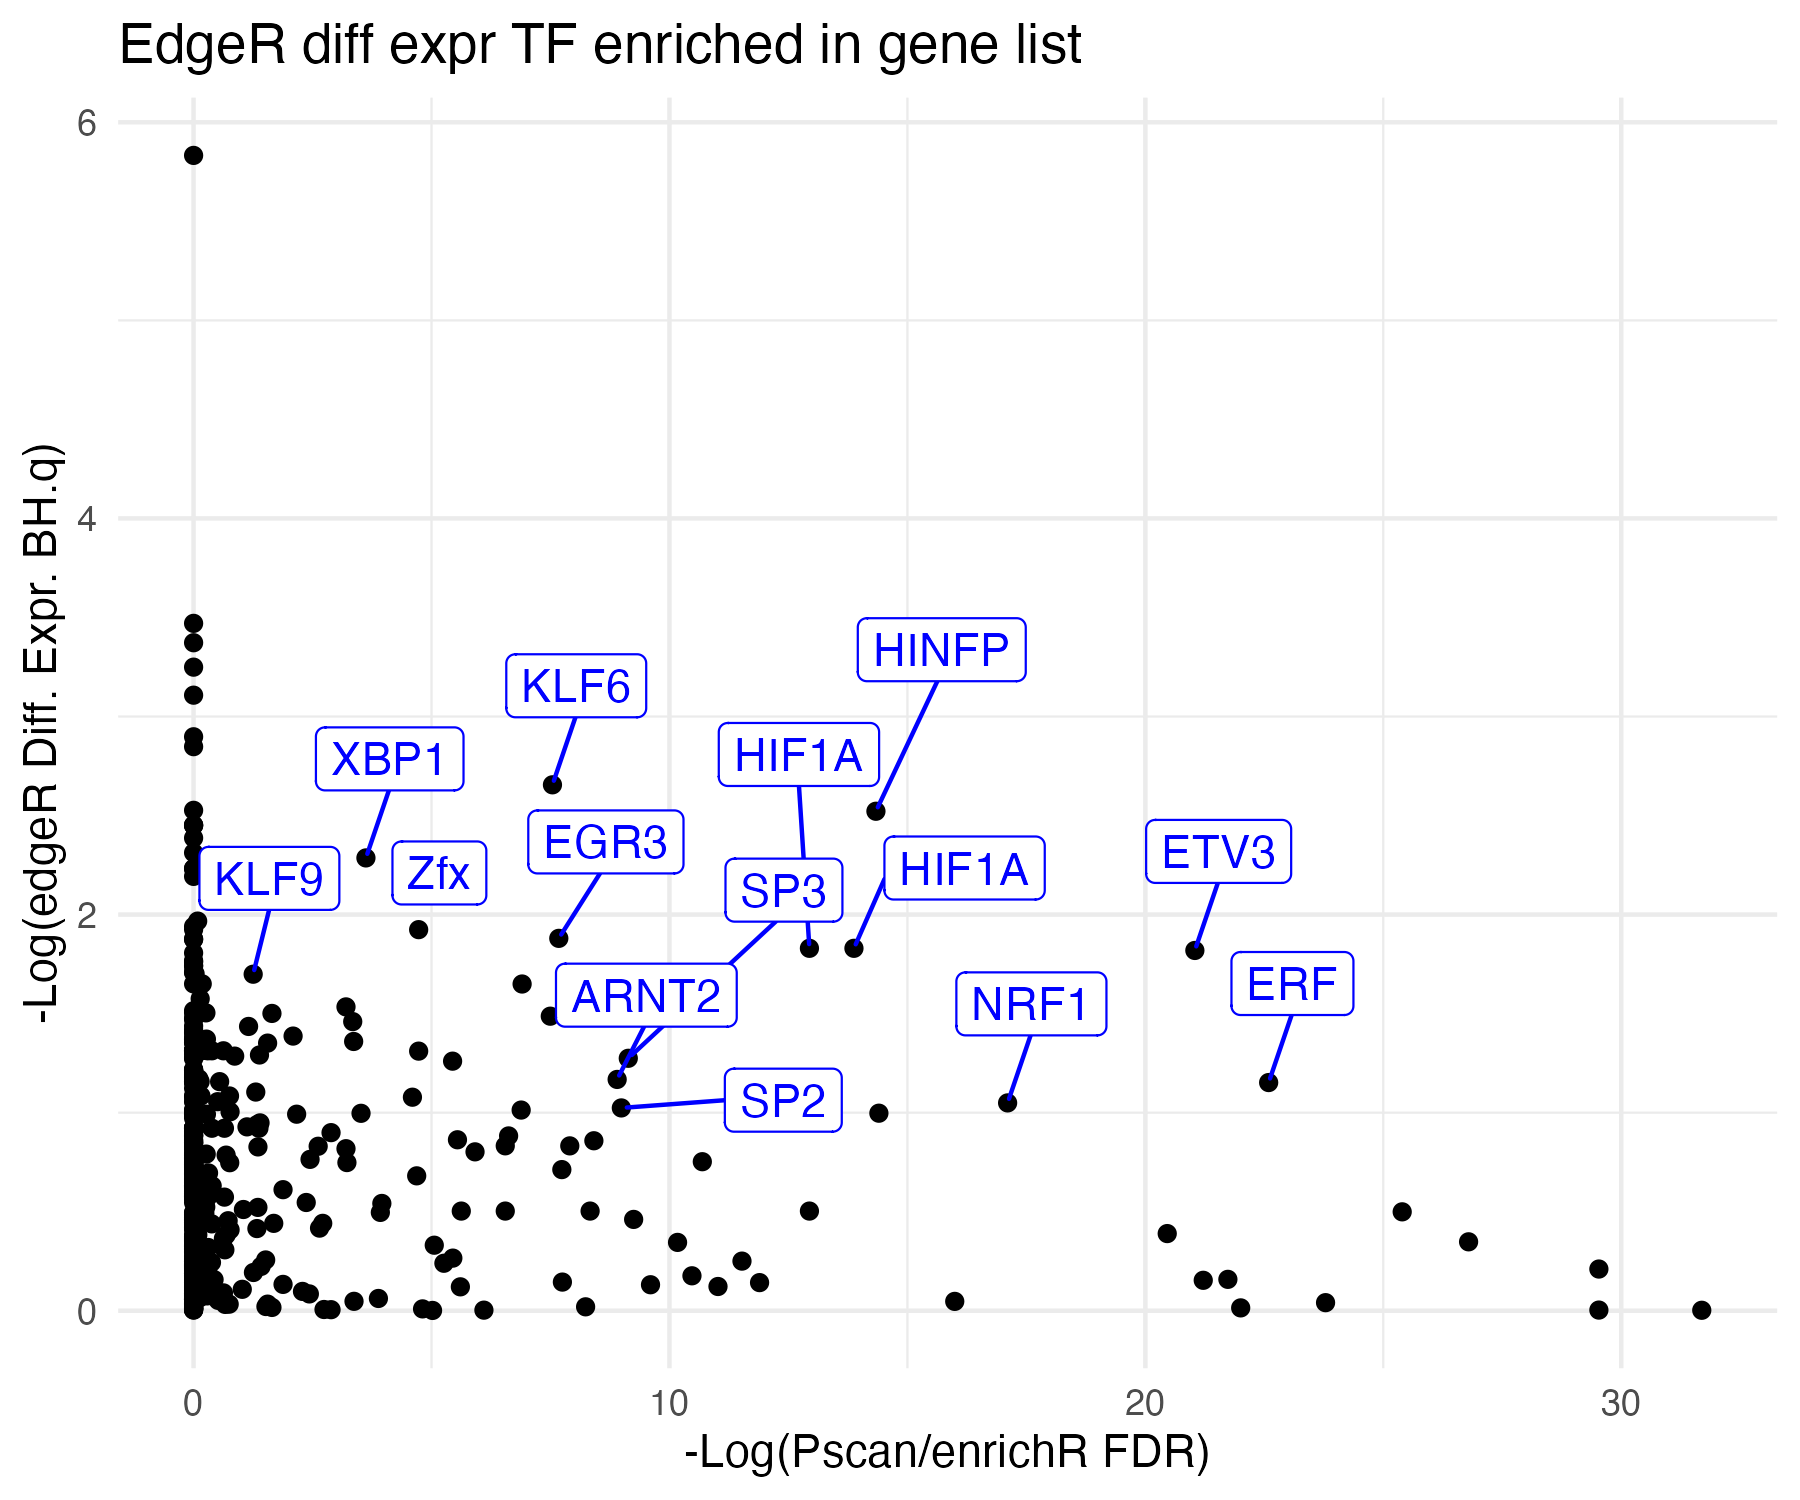 EdgeR diff expr TF enriched in gene list
-Log(edgeR Diff. Expr. BH.q)
6
4
2
0
HINFP
KLF6
HIF1A
XBP1
EGR3
ETV3
Zfx
HIF1A
KLF9
SP3
ERF
ARNT2
NRF1
SP2
0
10
20
30
-Log(Pscan/enrichR FDR)